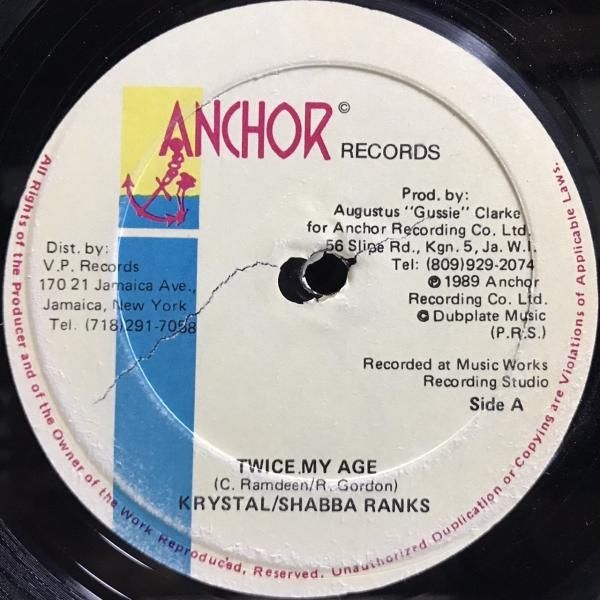 ANCHOR ©
RECORDS
Prod. by:
Augustus "Gussie" Clarke
for Anchor Recording Co. Ltd.
56 Slipe Rd., Kgn. 5, Ja. W.I.
Tel: (809)929-2074
℗ 1989 Anchor
Recording Co. Ltd.
© Dubplate Music
(P.R.S.)
Dist. by:
V.P. Records
170 21 Jamaica Ave.,
Jamaica, New York
Tel. (718)291-7058
Recorded at Music Works
Recording Studio
Side A
TWICE MY AGE
(C. Ramdeen/R. Gordon)
KRYSTAL/SHABBA RANKS
All Rights of the Producer and of the Owner of the Work Reproduced, Reserved. Unauthorized Duplication or Copying are Violations of Applicable Laws.